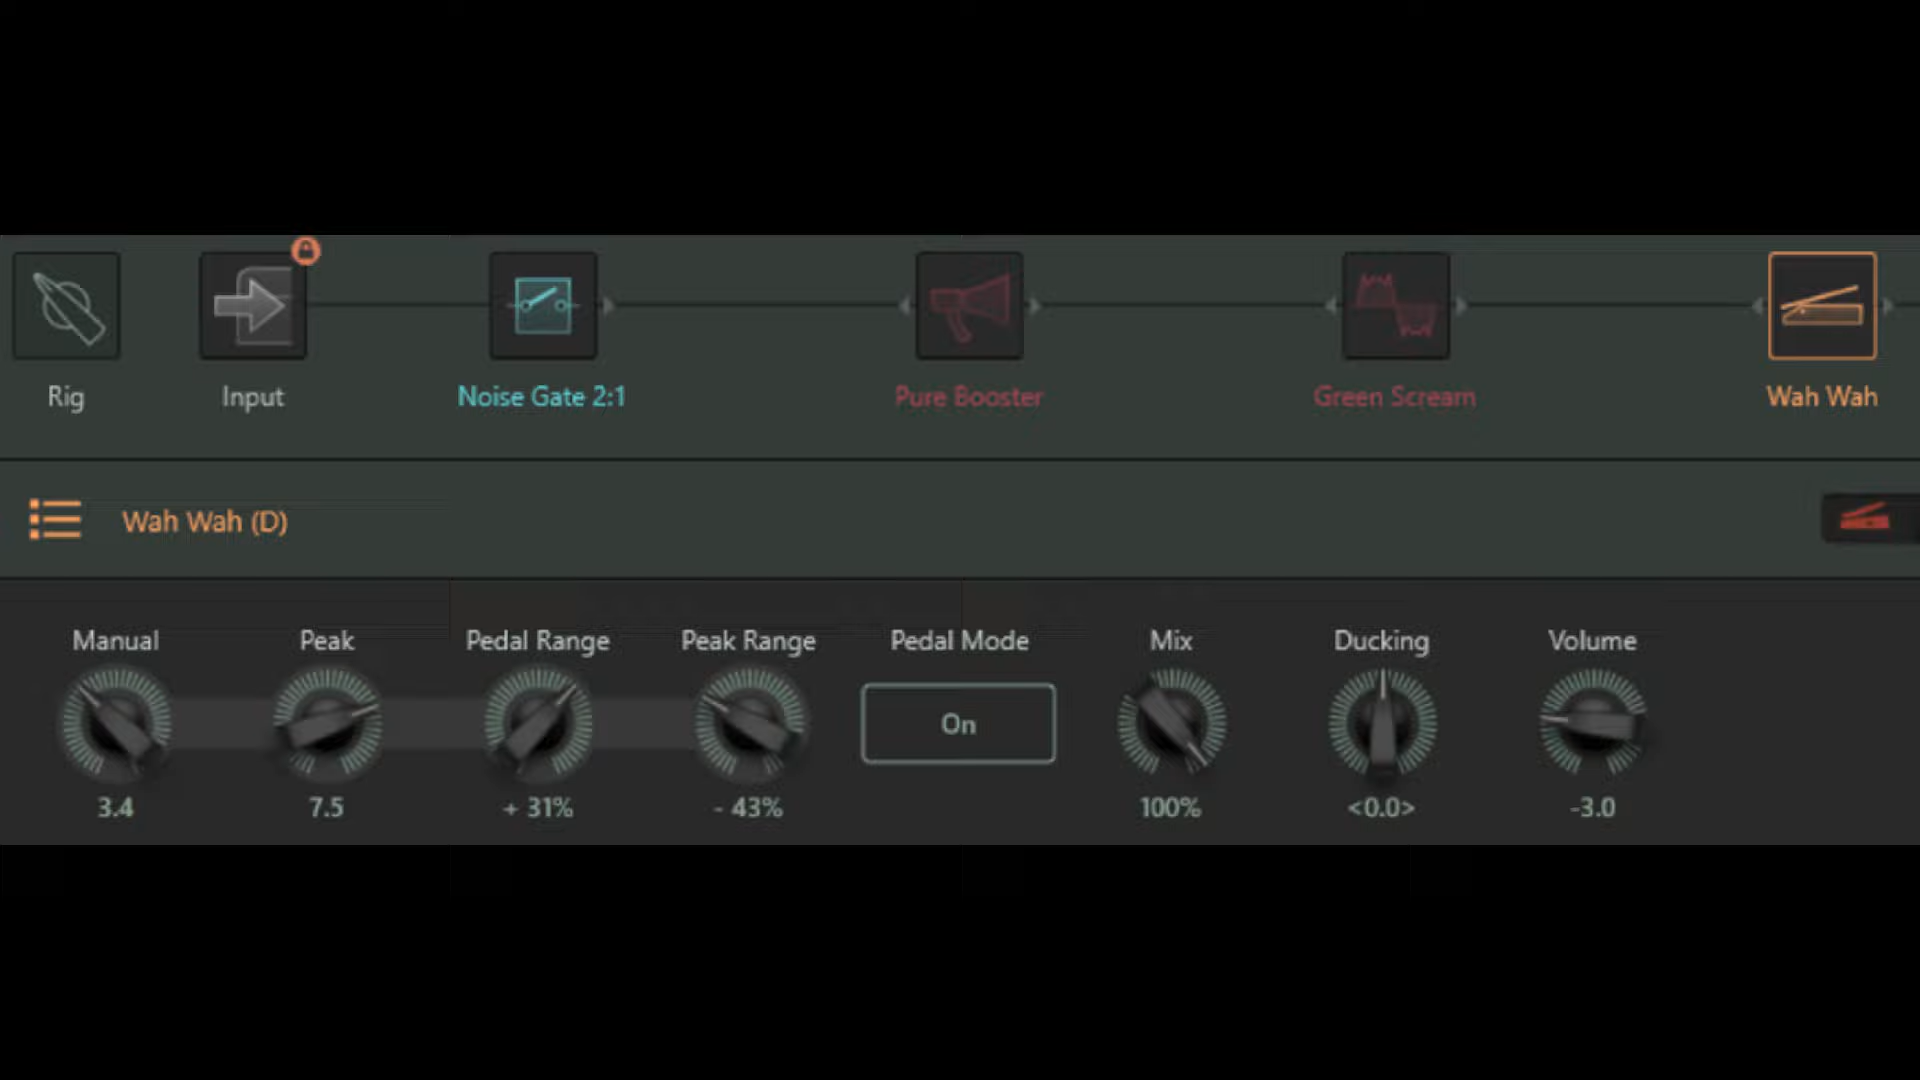 Rig Input Noise Gate 2:1 Pure Booster Green Scream Wah Wah
Wah Wah (D)
Manual Peak Pedal Range Peak Range Pedal Mode Mix Ducking Volume
On
3.4 7.5 + 31% - 43% 100% <0.0> -3.0